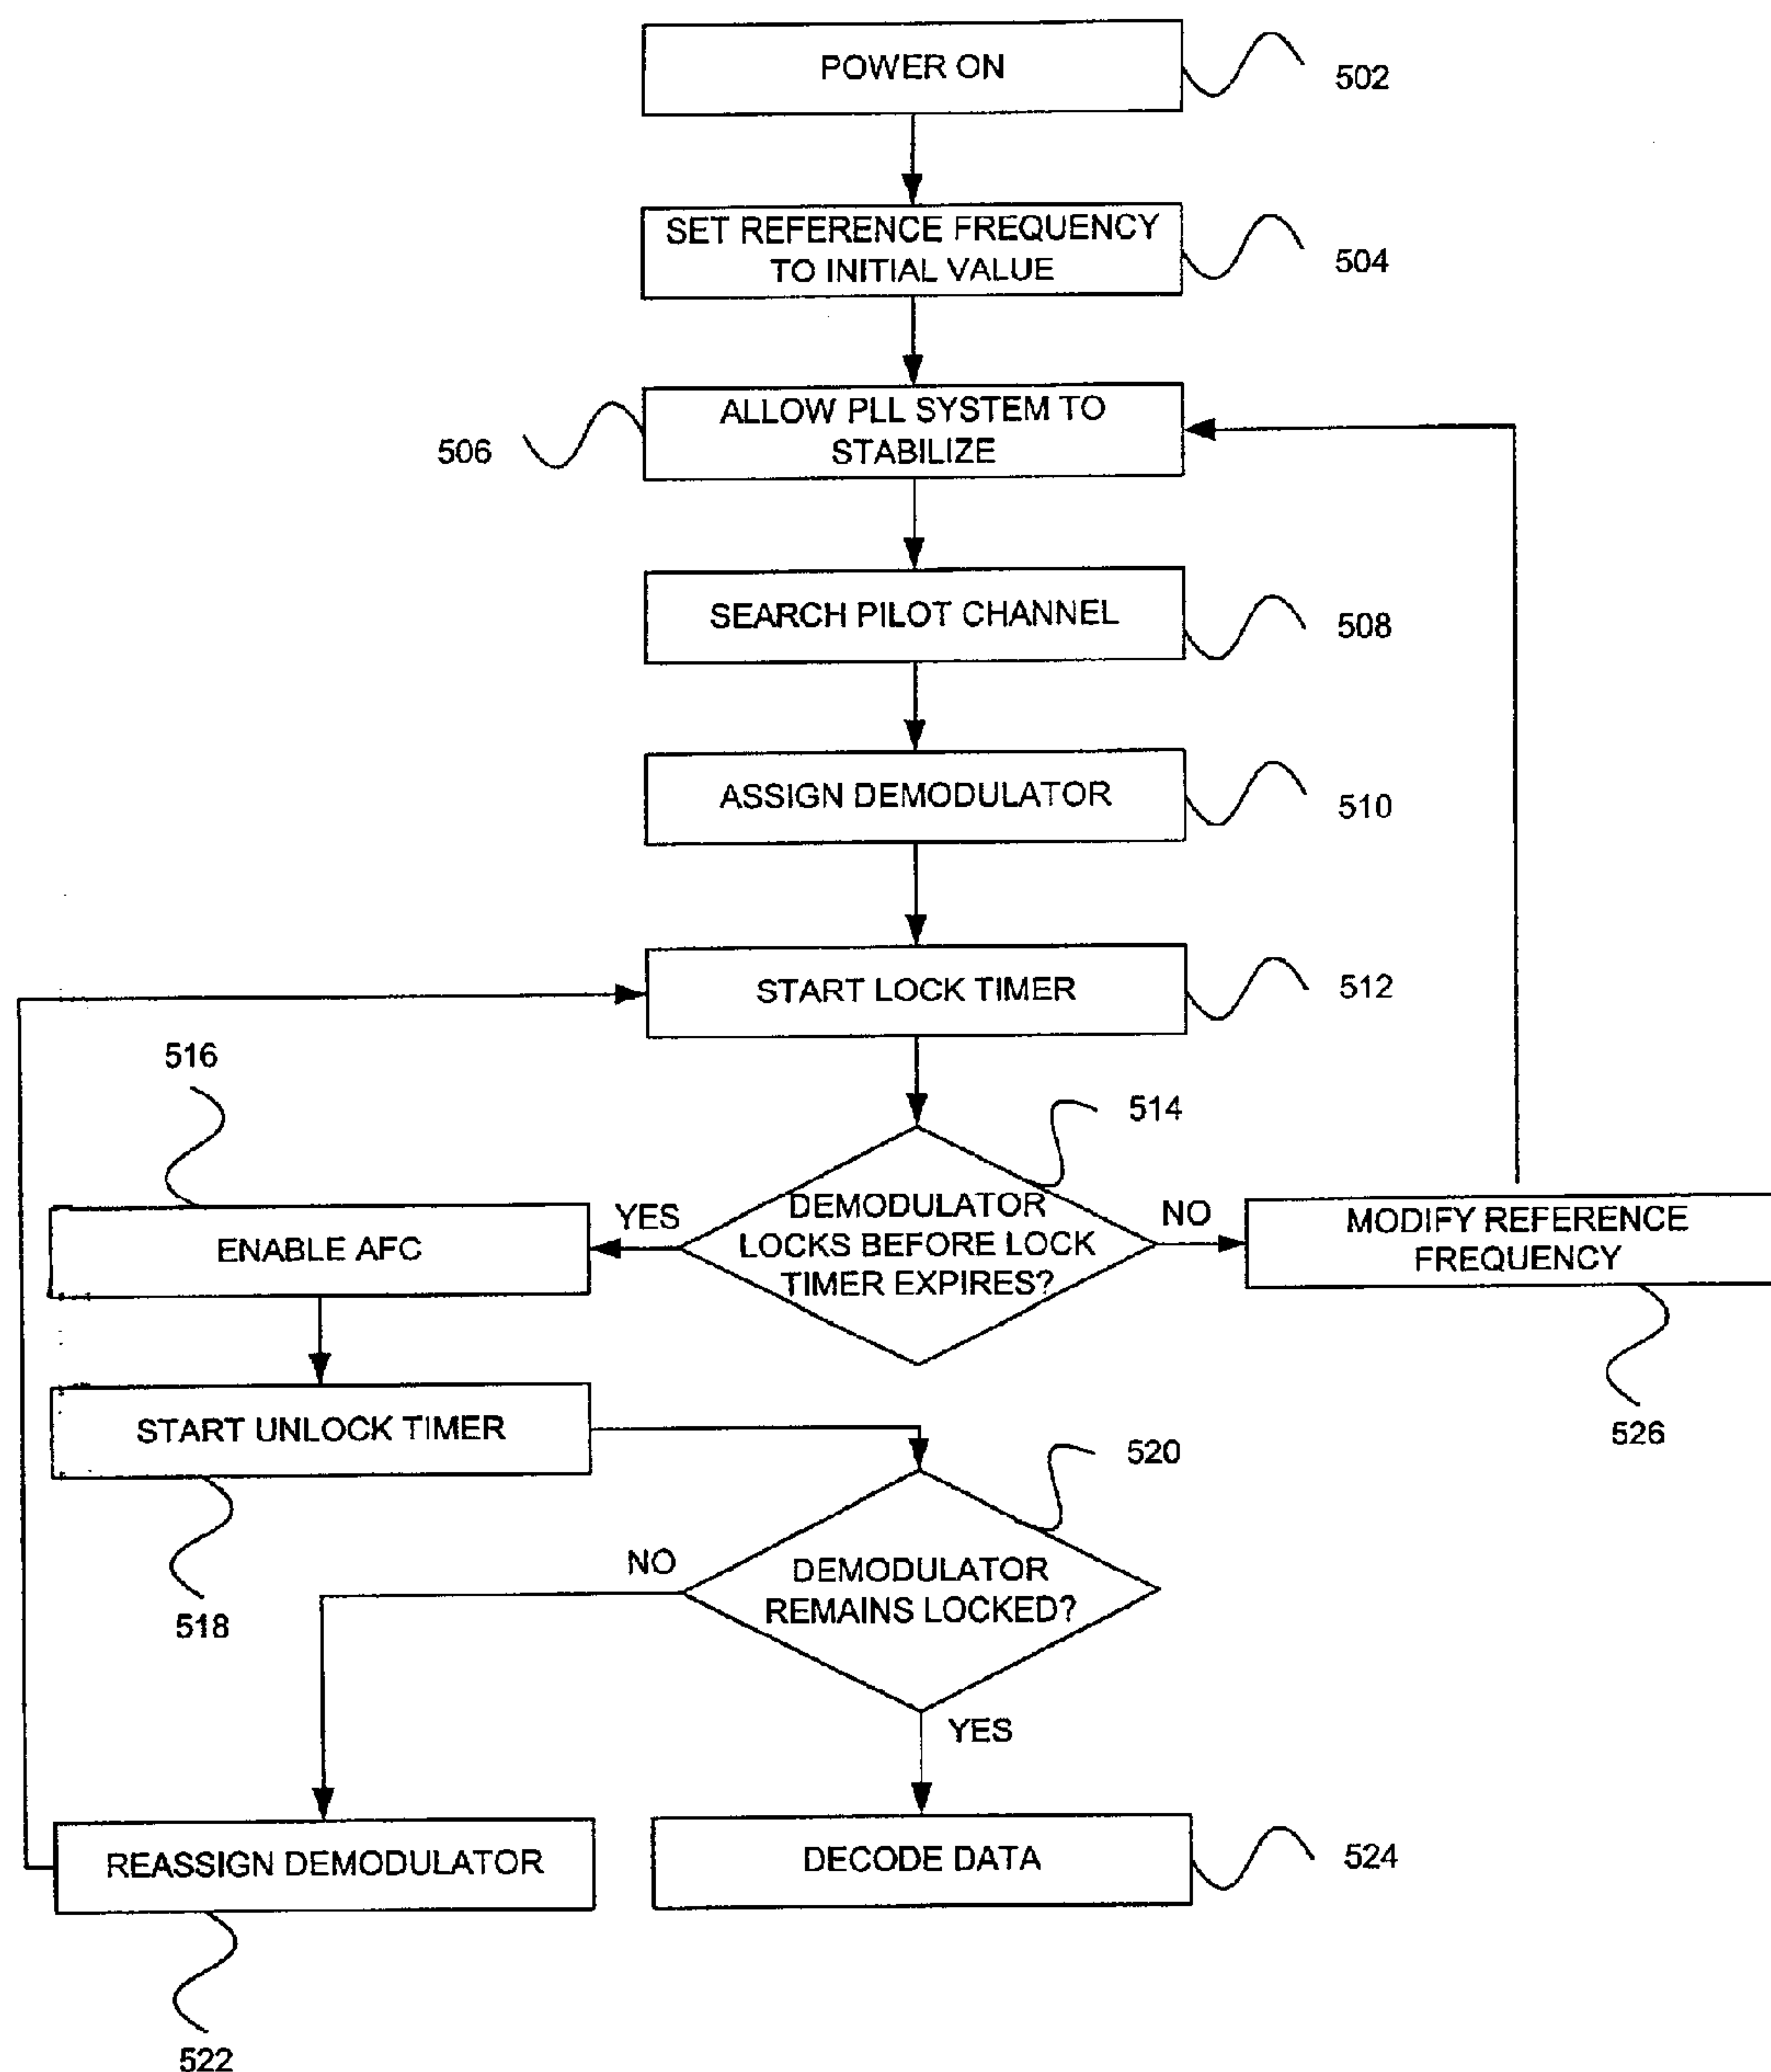 POWER ON
502
SET REFERENCE FREQUENCY
TO INITIAL VALUE
504
ALLOW PLL SYSTEM TO
STABILIZE
506
SEARCH PILOT CHANNEL
508
ASSIGN DEMODULATOR
510
START LOCK TIMER
512
516
514
ENABLE AFC
YES
DEMODULATOR
LOCKS BEFORE LOCK
TIMER EXPIRES?
NO
MODIFY REFERENCE
FREQUENCY
526
START UNLOCK TIMER
518
520
NO
DEMODULATOR
REMAINS LOCKED?
YES
REASSIGN DEMODULATOR
522
DECODE DATA
524